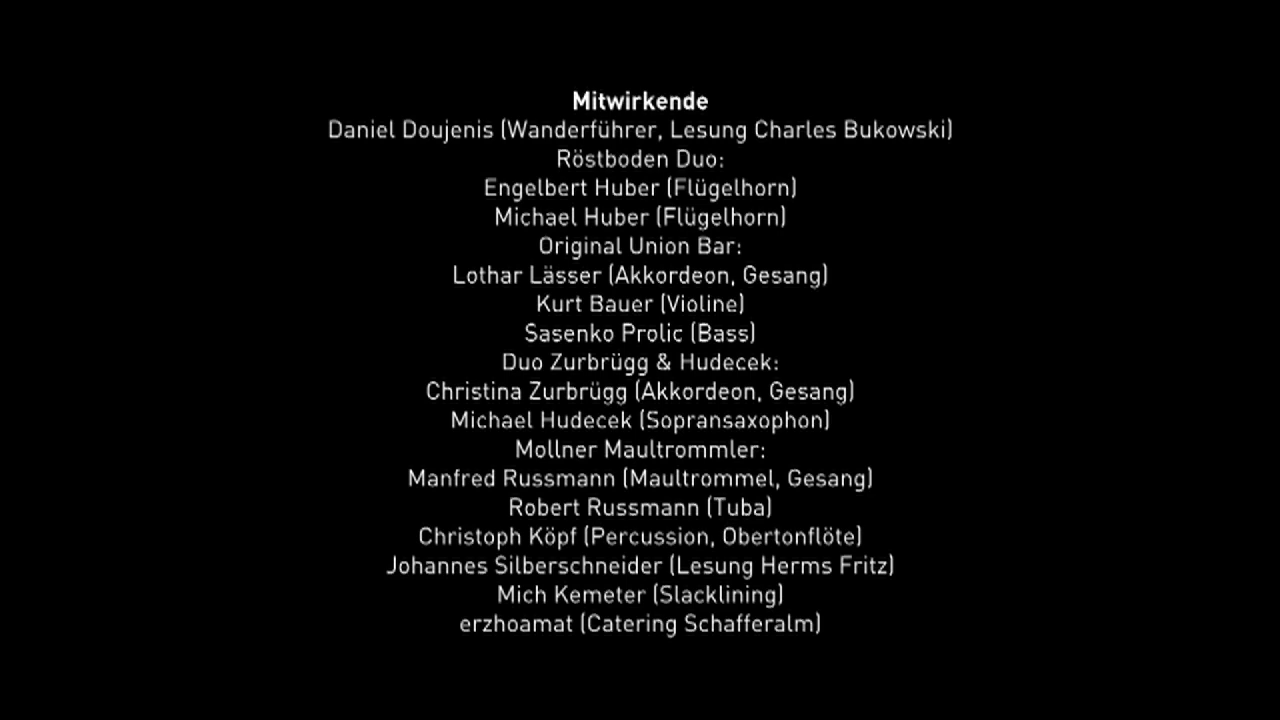 Mitwirkende
Daniel Doujenis (Wanderführer, Lesung Charles Bukowski)
Röstboden Duo:
Engelbert Huber (Flügelhorn)
Michael Huber (Flügelhorn)
Original Union Bar:
Lothar Lässer (Akkordeon, Gesang)
Kurt Bauer (Violine)
Sasenko Prolic (Bass)
Duo Zurbrügg & Hudecek:
Christina Zurbrügg (Akkordeon, Gesang)
Michael Hudecek (Sopransaxophon)
Mollner Maultrommler:
Manfred Russmann (Maultrommel, Gesang)
Robert Russmann (Tuba)
Christoph Köpf (Percussion, Obertonflöte)
Johannes Silberschneider (Lesung Herms Fritz)
Mich Kemeter (Slacklining)
erzhoamat (Catering Schafferalm)